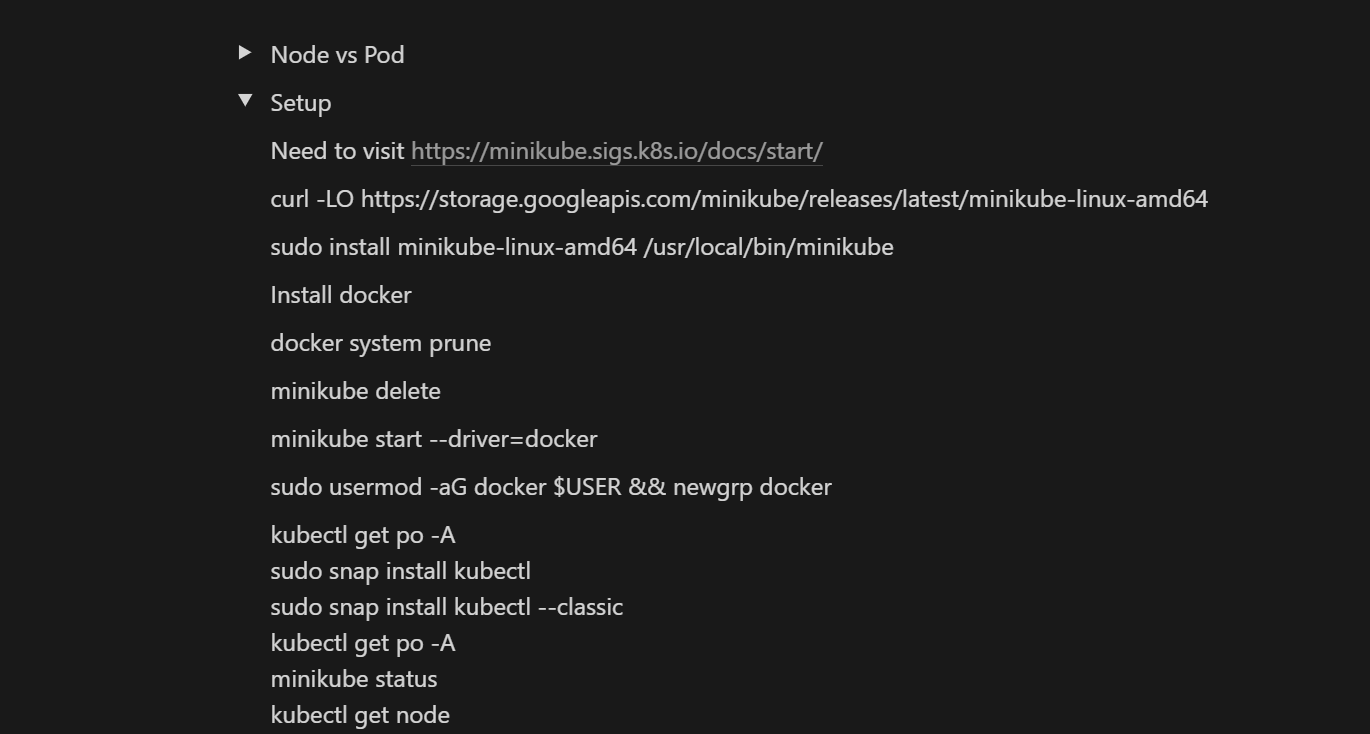 Node vs Pod
Setup
Need to visit https://minikube.sigs.k8s.io/docs/start/
curl -LO https://storage.googleapis.com/minikube/releases/latest/minikube-linux-amd64
sudo install minikube-linux-amd64 /usr/local/bin/minikube
Install docker
docker system prune
minikube delete
minikube start --driver=docker
sudo usermod -aG docker $USER && newgrp docker
kubectl get po -A
sudo snap install kubectl
sudo snap install kubectl --classic
kubectl get po -A
minikube status
kubectl get node